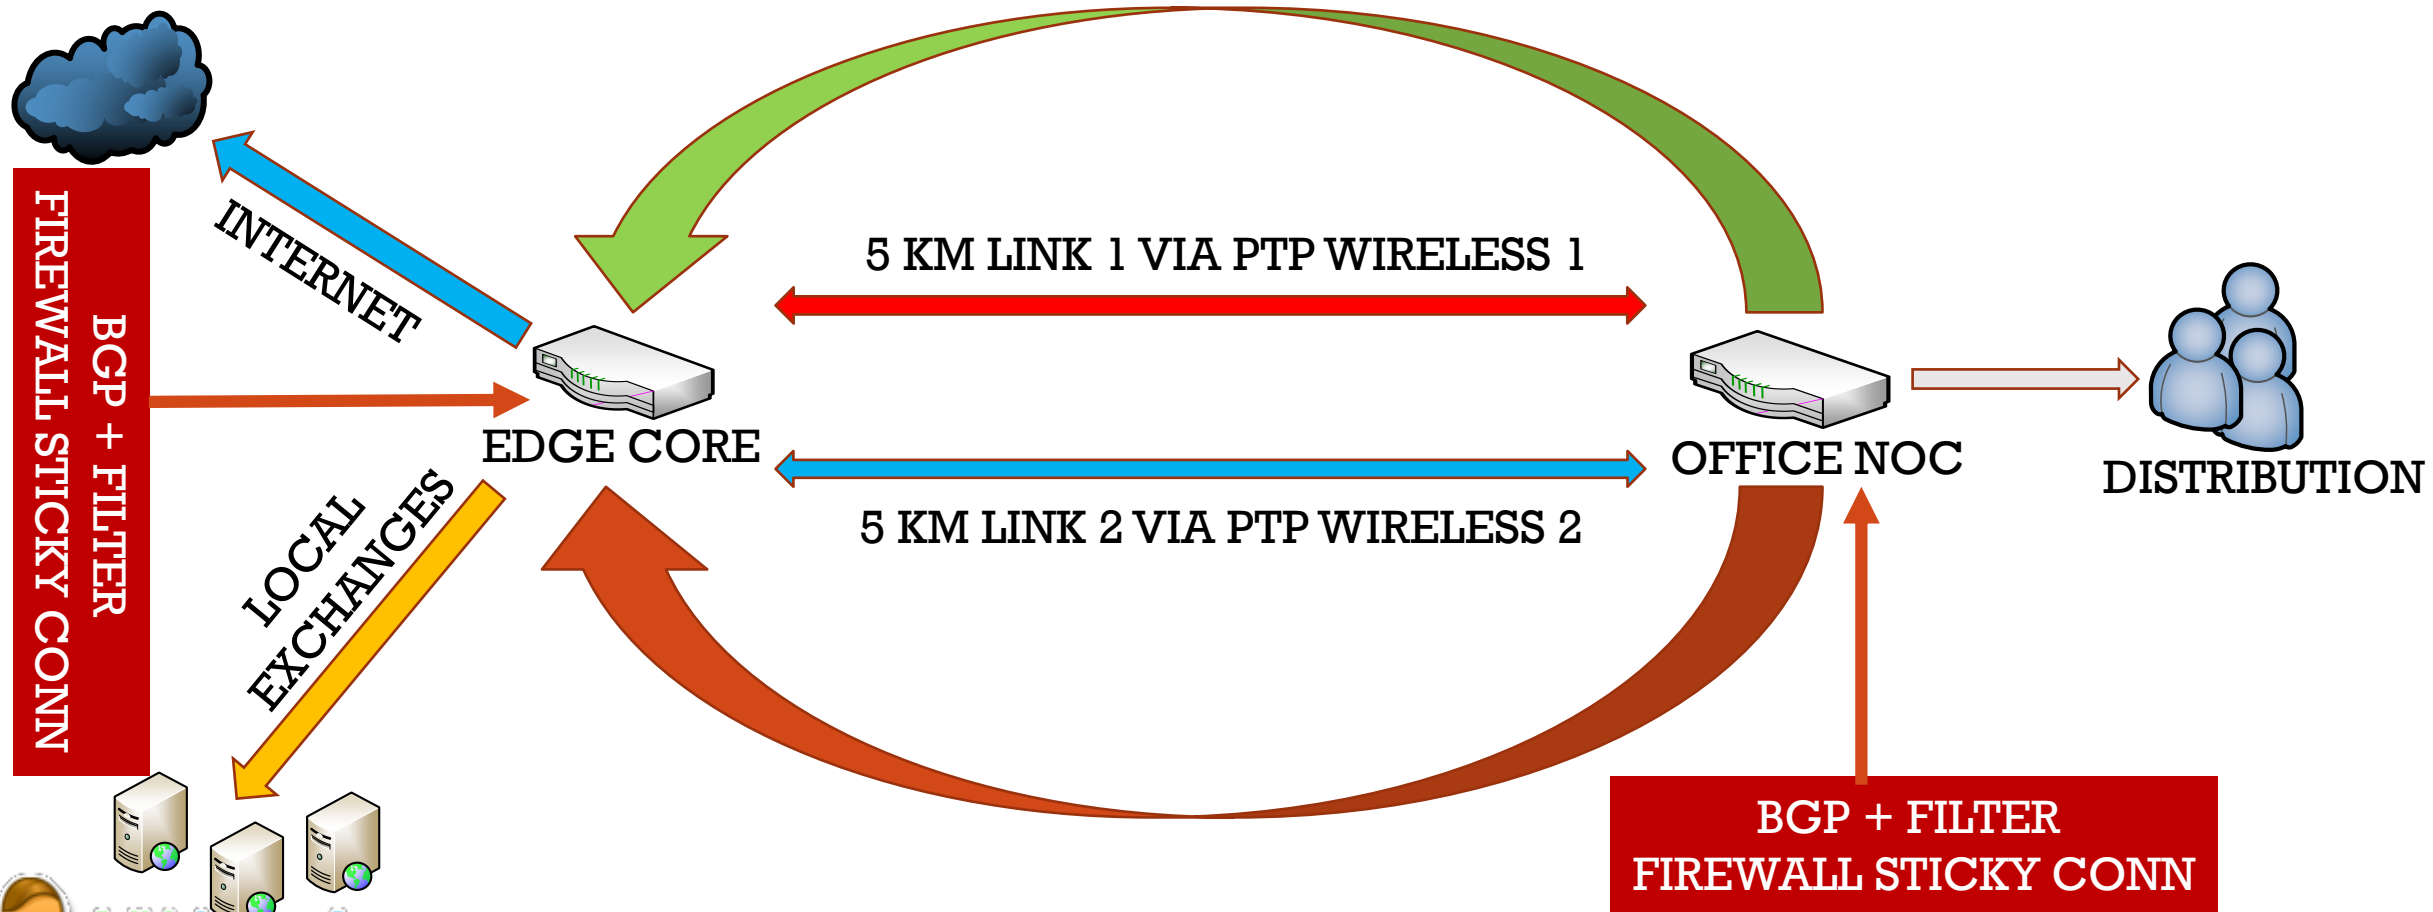 INTERNET
BGP + FILTER
FIREWALL STICKY CONN
LOCAL
EXCHANGES
EDGE CORE
5 KM LINK 1 VIA PTP WIRELESS 1
5 KM LINK 2 VIA PTP WIRELESS 2
OFFICE NOC
DISTRIBUTION
BGP + FILTER
FIREWALL STICKY CONN